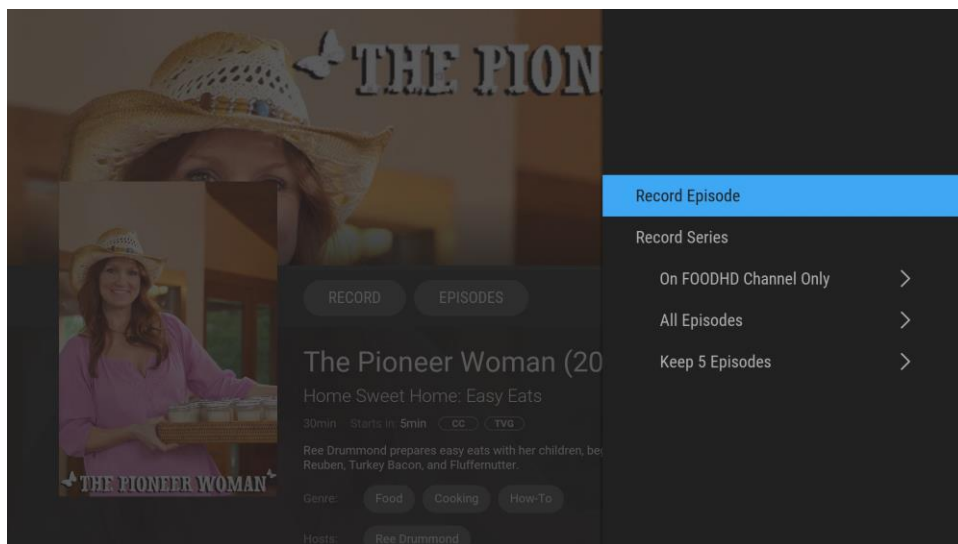 THE PION
RECORD
EPISODES
The Pioneer Woman (20
Home Sweet Home: Easy Eats
30min Starts in: 5min CC TVG
Ree Drummond prepares easy eats with her children, be
Reuben, Turkey Bacon, and Fluffernutter.
Genre: Food Cooking How-To
Hosts: Ree Drummond
THE PIONEER WOMAN
Record Episode
Record Series
On FOODHD Channel Only
All Episodes
Keep 5 Episodes